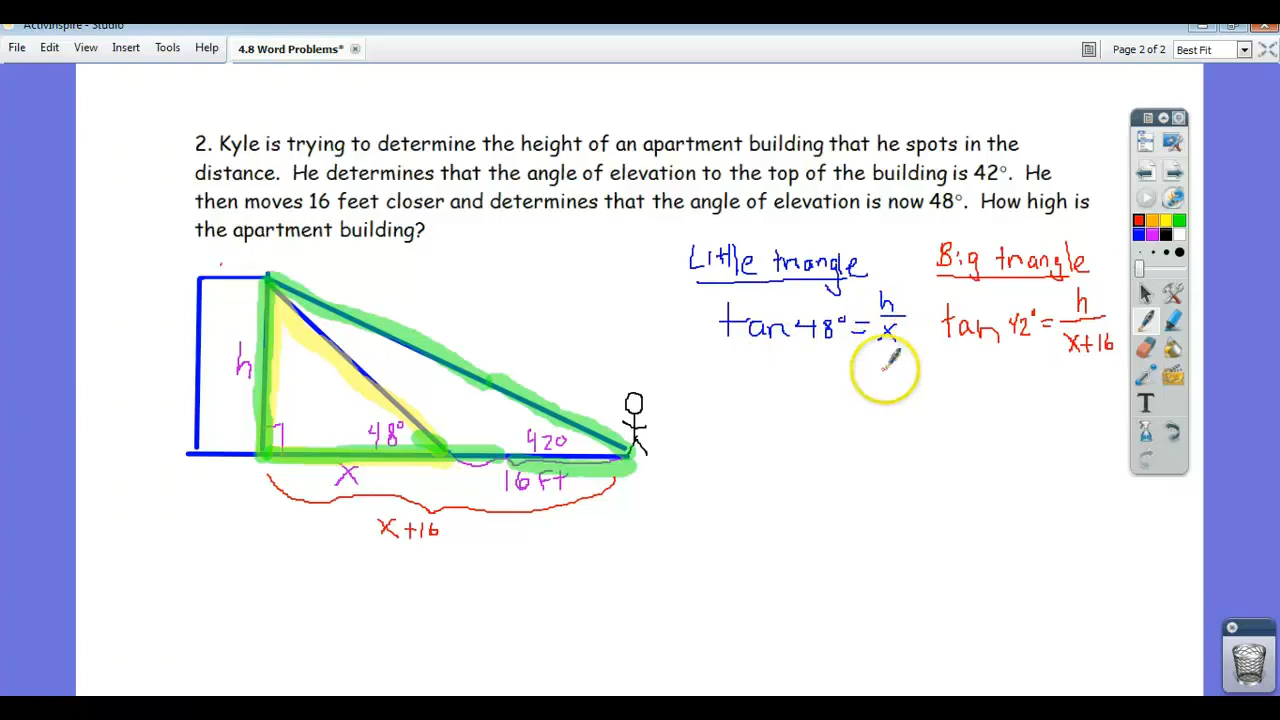 ActivInspire - Studio
File Edit View Insert Tools Help 4.8 Word Problems* Page 2 of 2 Best Fit
2. Kyle is trying to determine the height of an apartment building that he spots in the
distance. He determines that the angle of elevation to the top of the building is 42°. He
then moves 16 feet closer and determines that the angle of elevation is now 48°. How high is
the apartment building?
Little triangle
tan 48° = h/x
Big triangle
tan 42° = h/x+16
h
48°
420
x
16 Ft
x+16
T